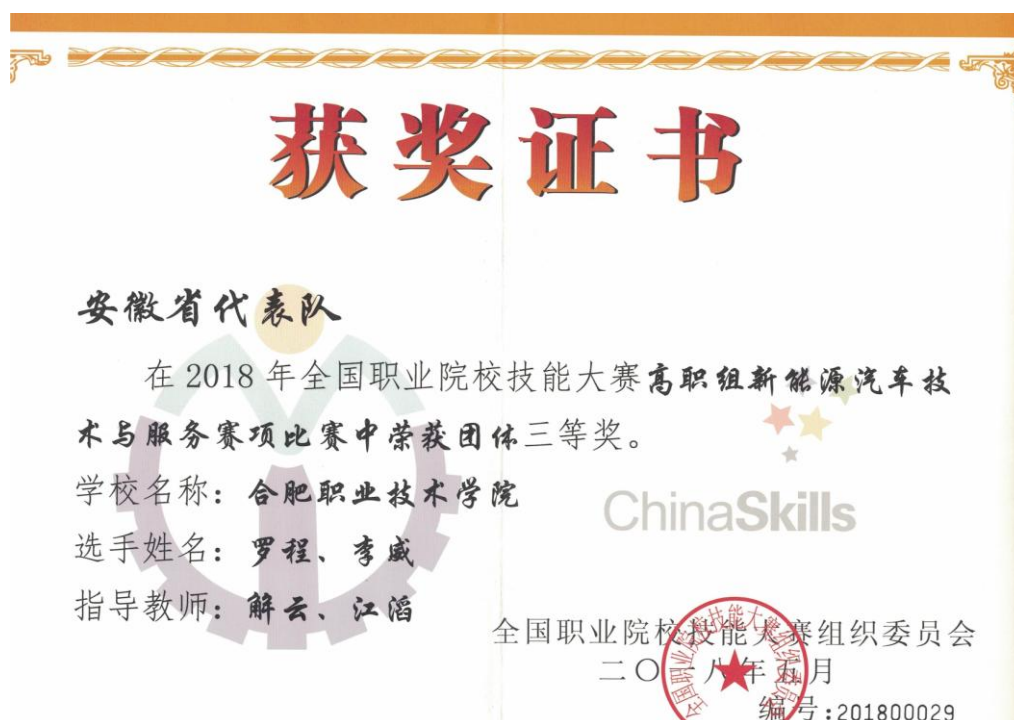 获奖证书
安徽省代表队
在 2018 年全国职业院校技能大赛高职组新能源汽车技
术与服务赛项比赛中荣获团体三等奖。
学校名称：合肥职业技术学院
选手姓名：罗程、李威
指导教师：解云、江滔
ChinaSkills
全国职业院校技能大赛组织委员会
二〇一八年五月
编号:201800029